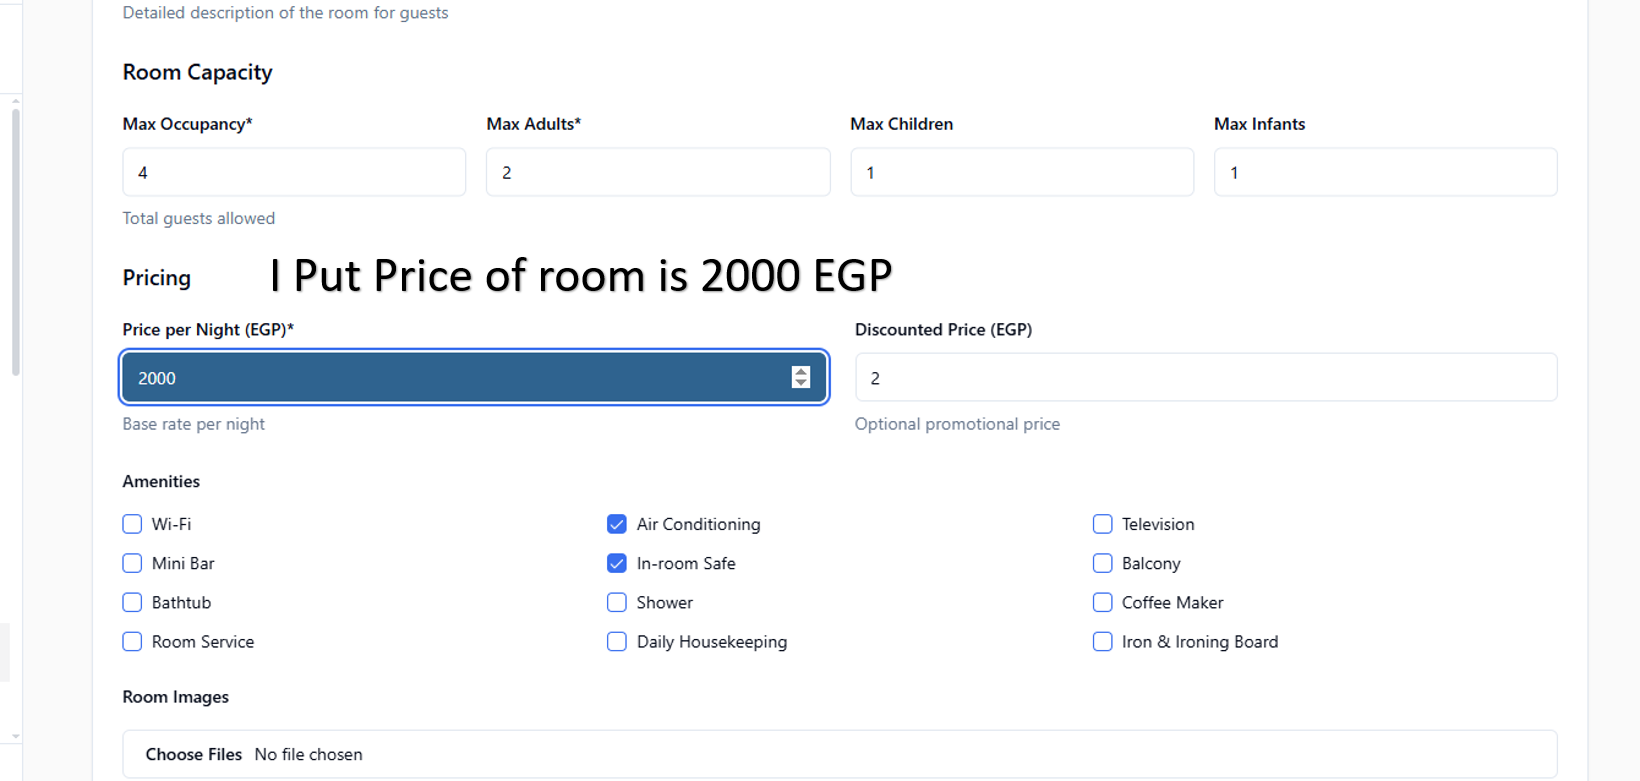 Detailed description of the room for guests
Room Capacity
Max Occupancy* Max Adults* Max Children Max Infants
4 2 1 1
Total guests allowed
Pricing I Put Price of room is 2000 EGP
Price per Night (EGP)* Discounted Price (EGP)
2000 2
Base rate per night Optional promotional price
Amenities
Wi-Fi Air Conditioning Television
Mini Bar In-room Safe Balcony
Bathtub Shower Coffee Maker
Room Service Daily Housekeeping Iron & Ironing Board
Room Images
Choose Files No file chosen